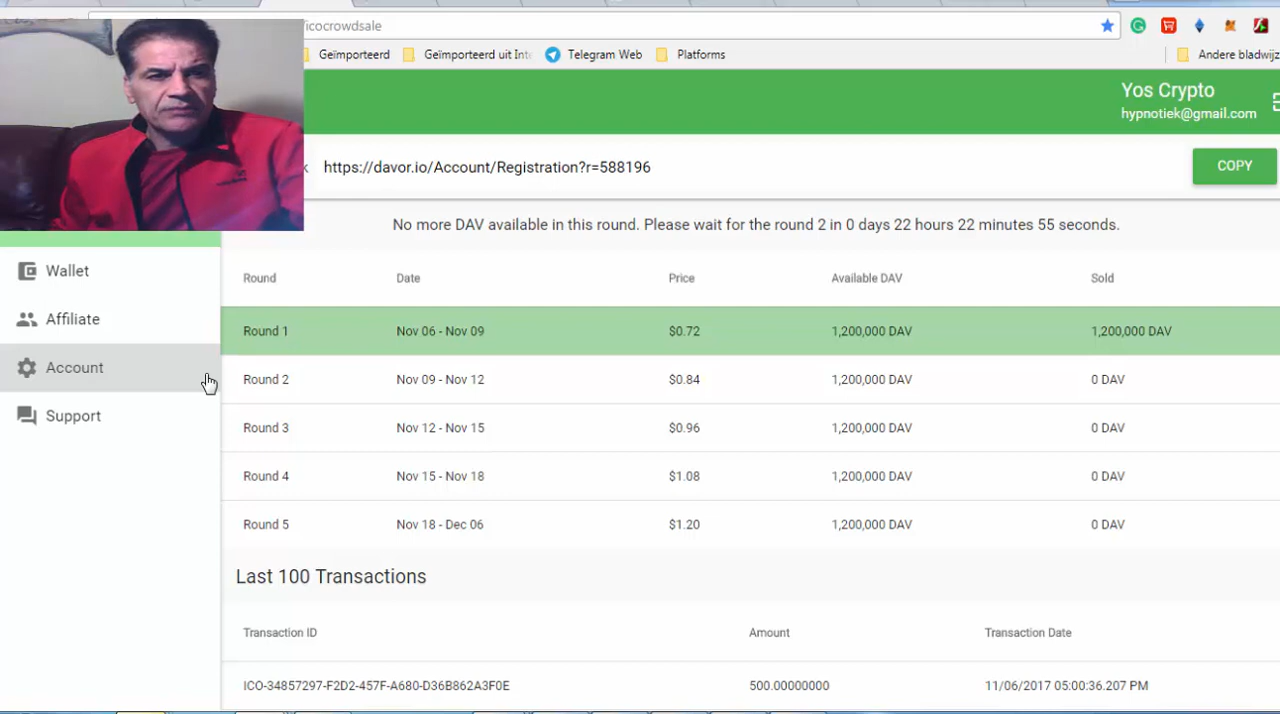 icocrowdsale
Geïmporteerd
Geïmporteerd uit Int
Telegram Web
Platforms
Andere bladwijz
Yos Crypto
hypnotiek@gmail.com
k https://davor.io/Account/Registration?r=588196 COPY
No more DAV available in this round. Please wait for the round 2 in 0 days 22 hours 22 minutes 55 seconds.
Wallet
Affiliate
Account
Support
Round Date Price Available DAV Sold
Round 1 Nov 06 - Nov 09 $0.72 1,200,000 DAV 1,200,000 DAV
Round 2 Nov 09 - Nov 12 $0.84 1,200,000 DAV 0 DAV
Round 3 Nov 12 - Nov 15 $0.96 1,200,000 DAV 0 DAV
Round 4 Nov 15 - Nov 18 $1.08 1,200,000 DAV 0 DAV
Round 5 Nov 18 - Dec 06 $1.20 1,200,000 DAV 0 DAV
Last 100 Transactions
Transaction ID Amount Transaction Date
ICO-34857297-F2D2-457F-A680-D36B862A3F0E 500.00000000 11/06/2017 05:00:36.207 PM